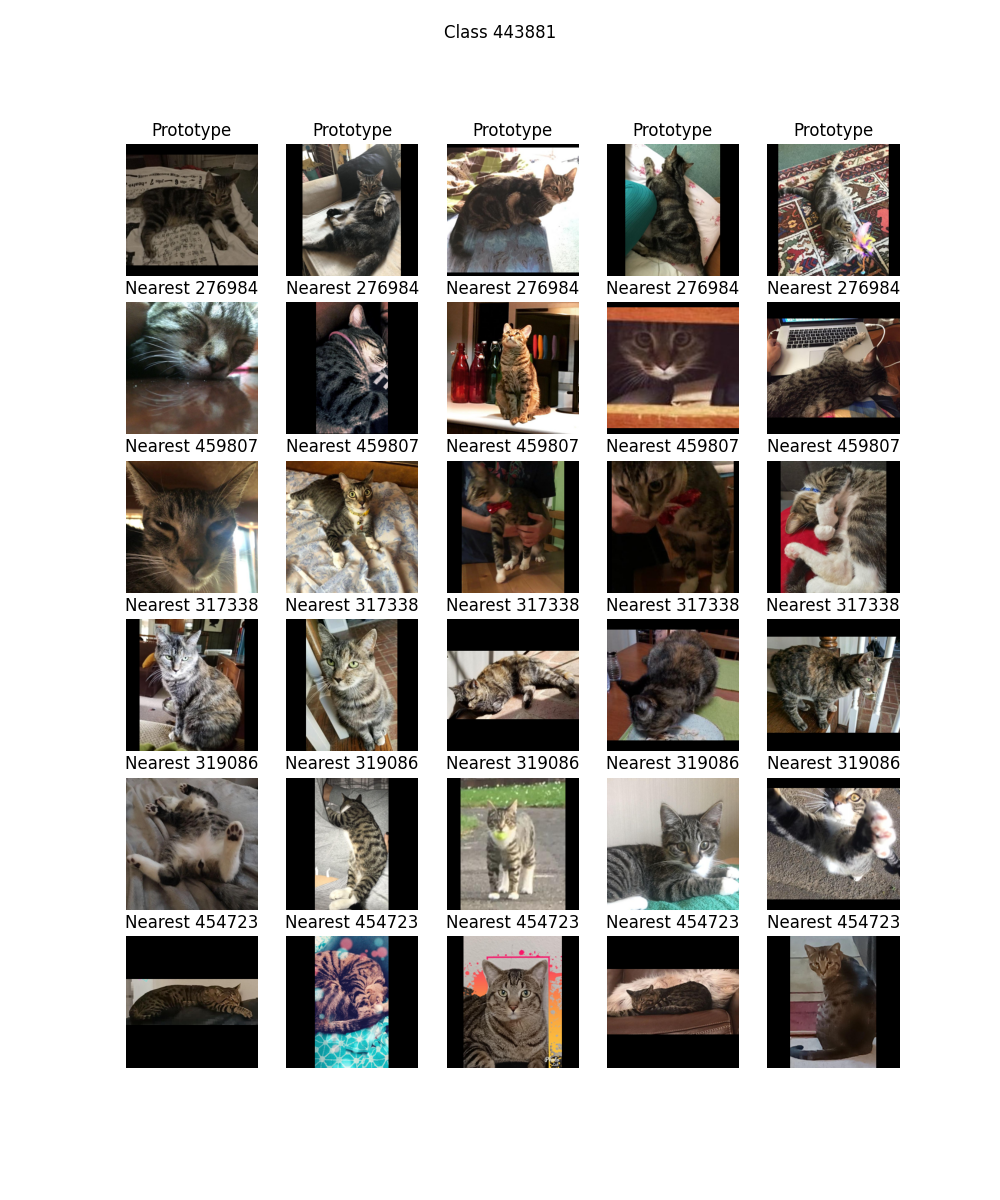 Class 443881
Prototype Prototype Prototype Prototype Prototype
Nearest 276984 Nearest 276984 Nearest 276984 Nearest 276984 Nearest 276984
Nearest 459807 Nearest 459807 Nearest 459807 Nearest 459807 Nearest 459807
Nearest 317338 Nearest 317338 Nearest 317338 Nearest 317338 Nearest 317338
Nearest 319086 Nearest 319086 Nearest 319086 Nearest 319086 Nearest 319086
Nearest 454723 Nearest 454723 Nearest 454723 Nearest 454723 Nearest 454723